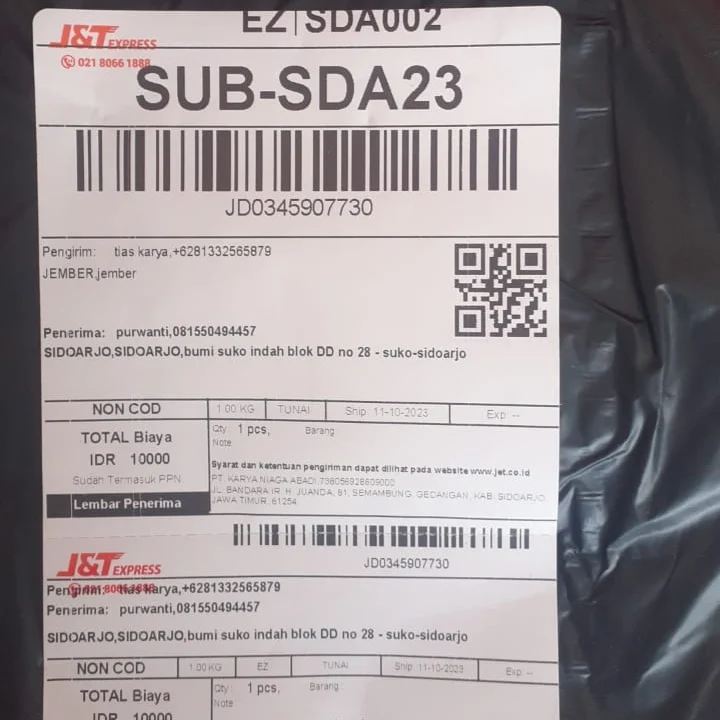 EZ|SDA002
J&T EXPRESS
021 8066 1888
SUB-SDA23
JD0345907730
Pengirim: tias karya,+6281332565879
JEMBER,jember
Penerima: purwanti,081550494457
SIDOARJO,SIDOARJO,bumi suko indah blok DD no 28 - suko-sidoarjo
NON COD 1.00 KG TUNAI Ship: 11-10-2023 Exp: --
TOTAL Biaya
IDR 10000
Sudah Termasuk PPN
Lembar Penerima
Qty: 1 pcs, Barang:
Note:
Syarat dan ketentuan pengiriman dapat dilihat pada website www.jet.co.id
PT. KARYA NIAGA ABADI,798056928609000
JL. BANDARA IR. H. JUANDA, 81, SEMAMBUNG, GEDANGAN, KAB. SIDOARJO,
JAWA TIMUR, 61254
JD0345907730
J&T EXPRESS
021 8066 1888
Pengirim: tias karya,+6281332565879
Penerima: purwanti,081550494457
SIDOARJO,SIDOARJO,bumi suko indah blok DD no 28 - suko-sidoarjo
NON COD 1.00 KG EZ TUNAI Ship: 11-10-2023 Exp: --
TOTAL Biaya
IDR 10000
Qty: 1 pcs, Barang:
Note: